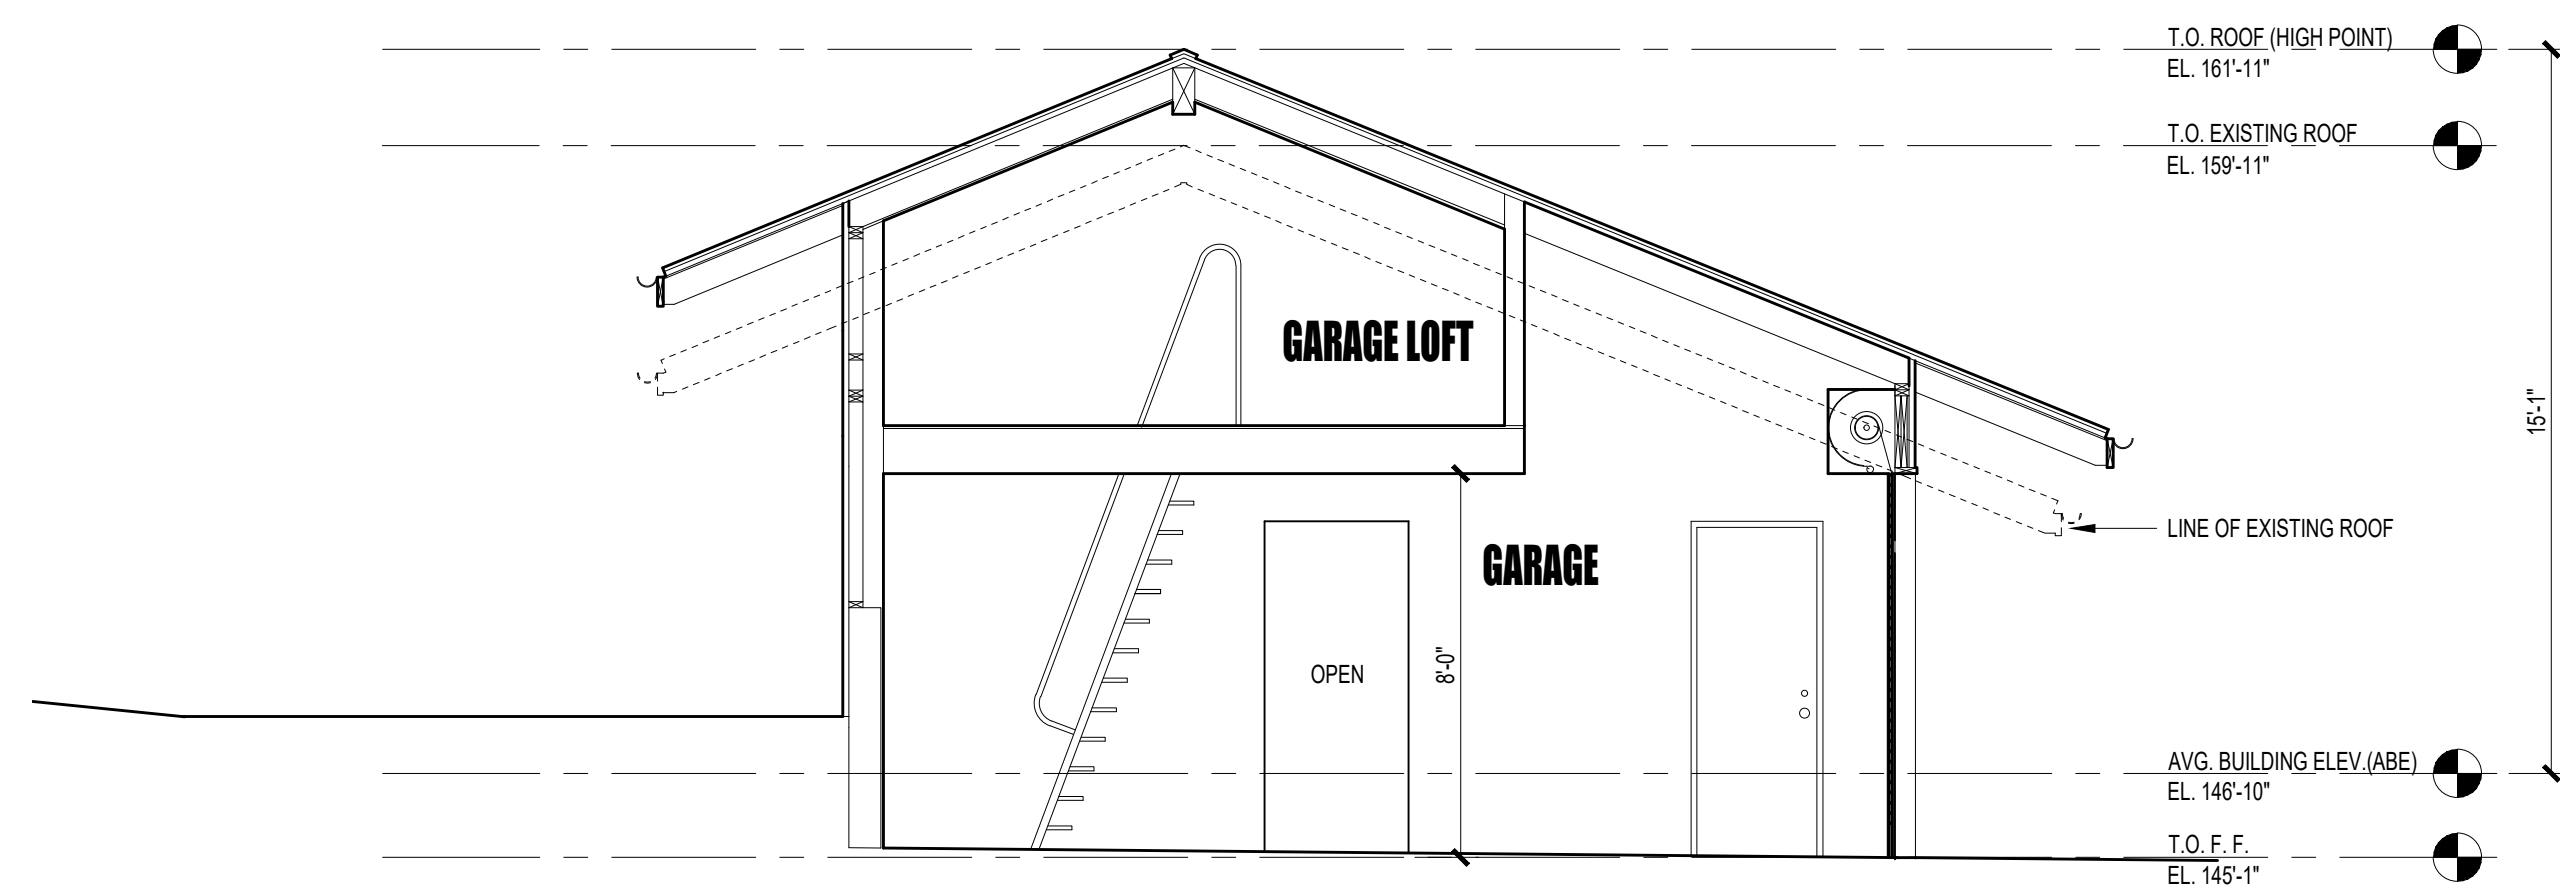 T.O. ROOF (HIGH POINT)
EL. 161'-11"
T.O. EXISTING ROOF
EL. 159'-11"
GARAGE LOFT
15'-1"
LINE OF EXISTING ROOF
GARAGE
OPEN
8'-0"
AVG. BUILDING ELEV.(ABE)
EL. 146'-10"
T.O. F. F.
EL. 145'-1"